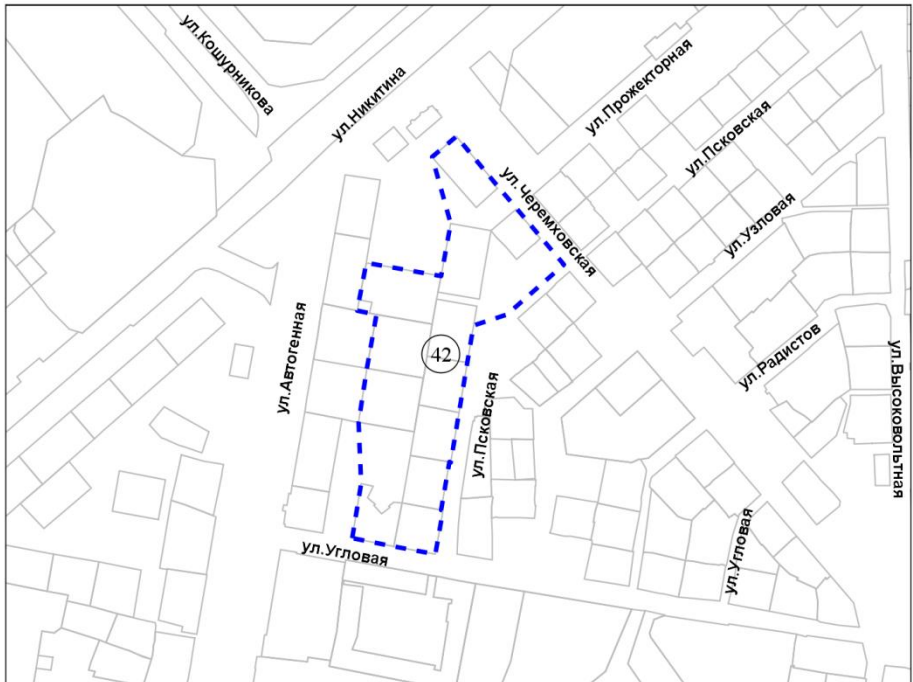 ул.Кошурникова
ул.Никитина
ул.Прожекторная
ул.Псковская
ул.Черемховская
ул.Узловая
ул.Автогенная
42
ул.Радистов
ул.Высоковольтная
ул.Псковская
ул.Угловая
ул.Угловая